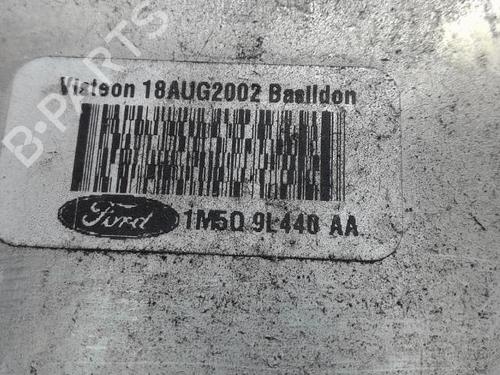 Visteon 18AUG2002 Basildon
Ford 1M5Q 9L440 AA
B-PARTS